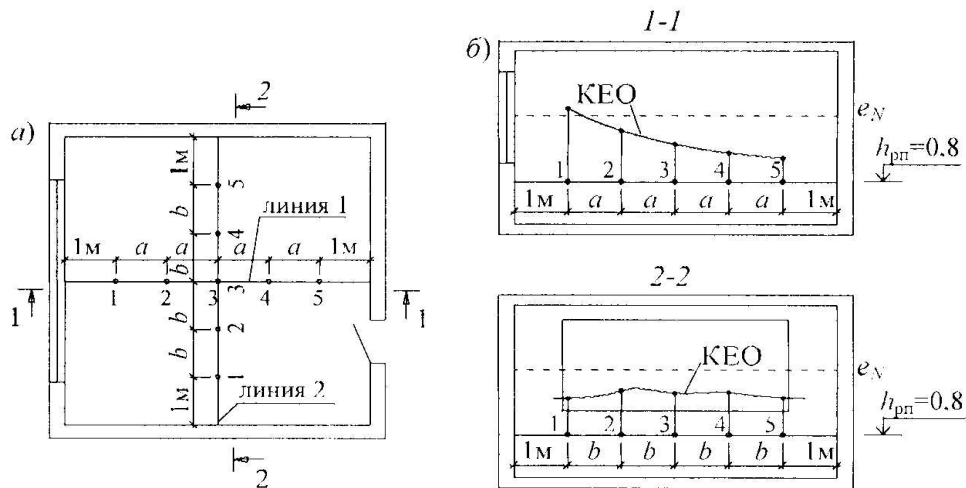 а)
2
1м
5
b
4
линия 1
1м a a a a 1м
b
1 2 3 4 5
1 1
b
2
b
1
1м
линия 2
2
б)
1-1
КЕО
e_N
h_рп=0.8
1 2 3 4 5
1м a a a a 1м
2-2
КЕО
e_N
h_рп=0.8
1 2 3 4 5
1м b b b b 1м